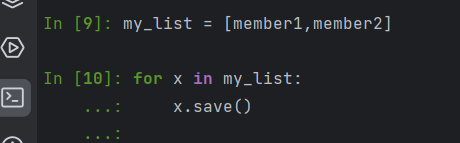 In [9]: my_list = [member1,member2]
In [10]: for x in my_list:
    ...:     x.save()
    ...: